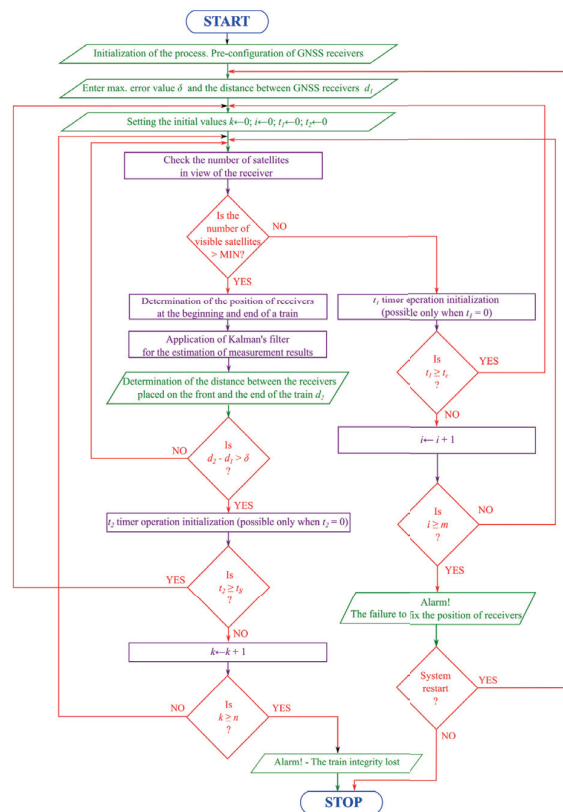 START
Initialization of the process. Pre-configuration of GNSS receivers
Enter max. error value δ and the distance between GNSS receivers d₁
Setting the initial values k←0; i←0; t₁←0; t₂←0
Check the number of satellites
in view of the receiver
Is the
number of
visible satellites
> MIN?
NO
YES
Determination of the position of receivers
at the beginning and end of a train
Application of Kalman's filter
for the estimation of measurement results
Determination of the distance between the receivers
placed on the front and the end of the train d₂
Is
d₂ - d₁ > δ
?
NO
YES
t₂ timer operation initialization (possible only when t₂ = 0)
Is
t₂ ≥ t
?
YES
NO
k←k + 1
Is
k ≥ n
?
NO
YES
Alarm! - The train integrity lost
t₁ timer operation initialization
(possible only when t₁ = 0)
Is
t₁ ≥ t
?
YES
NO
i← i + 1
Is
i ≥ m
?
NO
YES
Alarm!
The failure to fix the position of receivers
System
restart
?
YES
NO
STOP